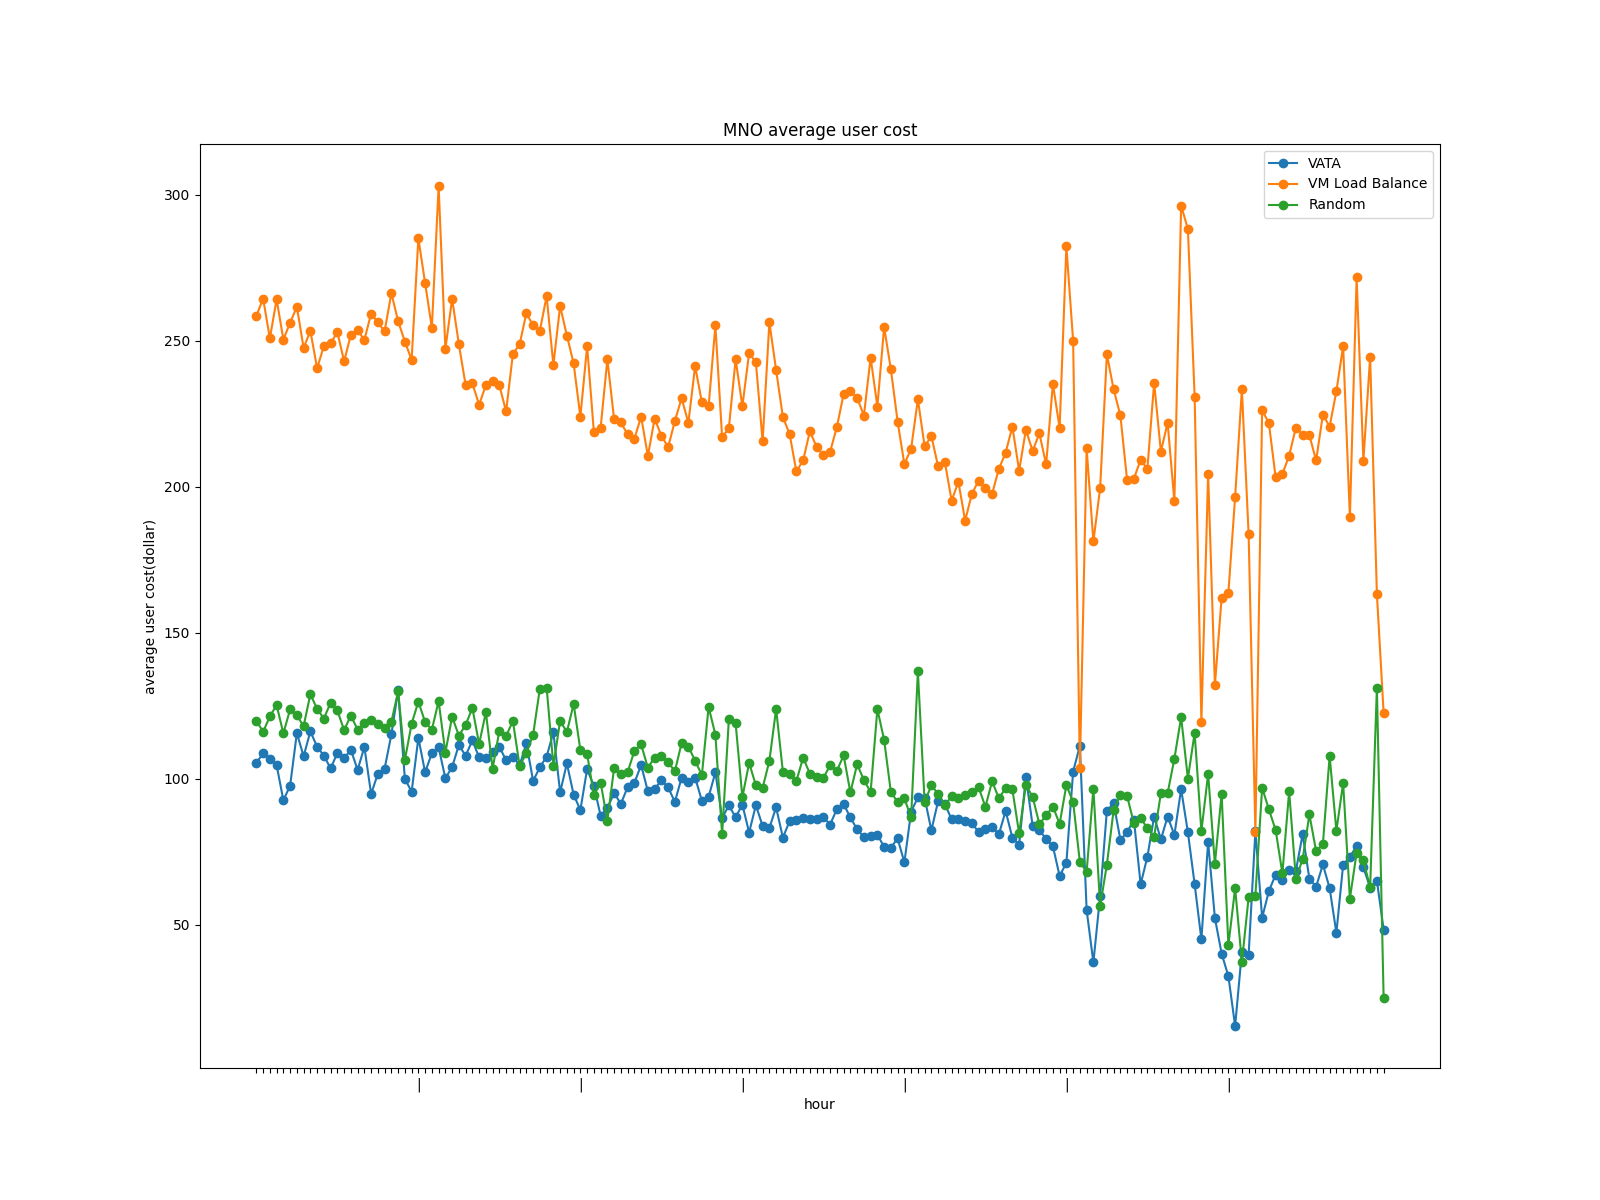 MNO average user cost
VATA
VM Load Balance
Random
300
250
200
150
100
50
average user cost(dollar)
| | | | | |
hour